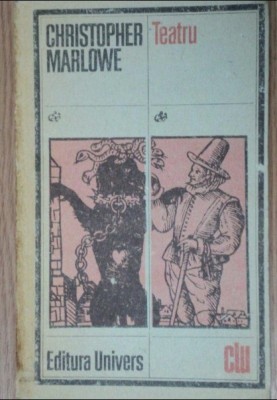 CHRISTOPHER
MARLOWE
Teatru
Editura Univers
clu